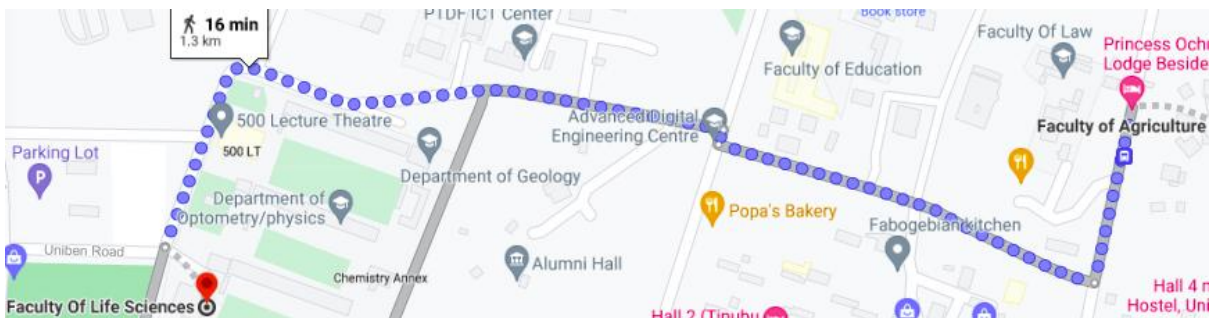 16 min
1.3 km
PTDF ICT Center
Book store
Faculty Of Law
Princess Ochu
Lodge Beside
Faculty of Education
500 Lecture Theatre
Advanced Digital
Engineering Centre
Faculty of Agriculture
500 LT
Parking Lot
P
Department of Geology
Department of
Optometry/physics
Popa's Bakery
Fabogebian kitchen
Uniben Road
Alumni Hall
Chemistry Annex
Faculty Of Life Sciences
Hall 4
Hostel, Uni
Hall 2 (Tinubu